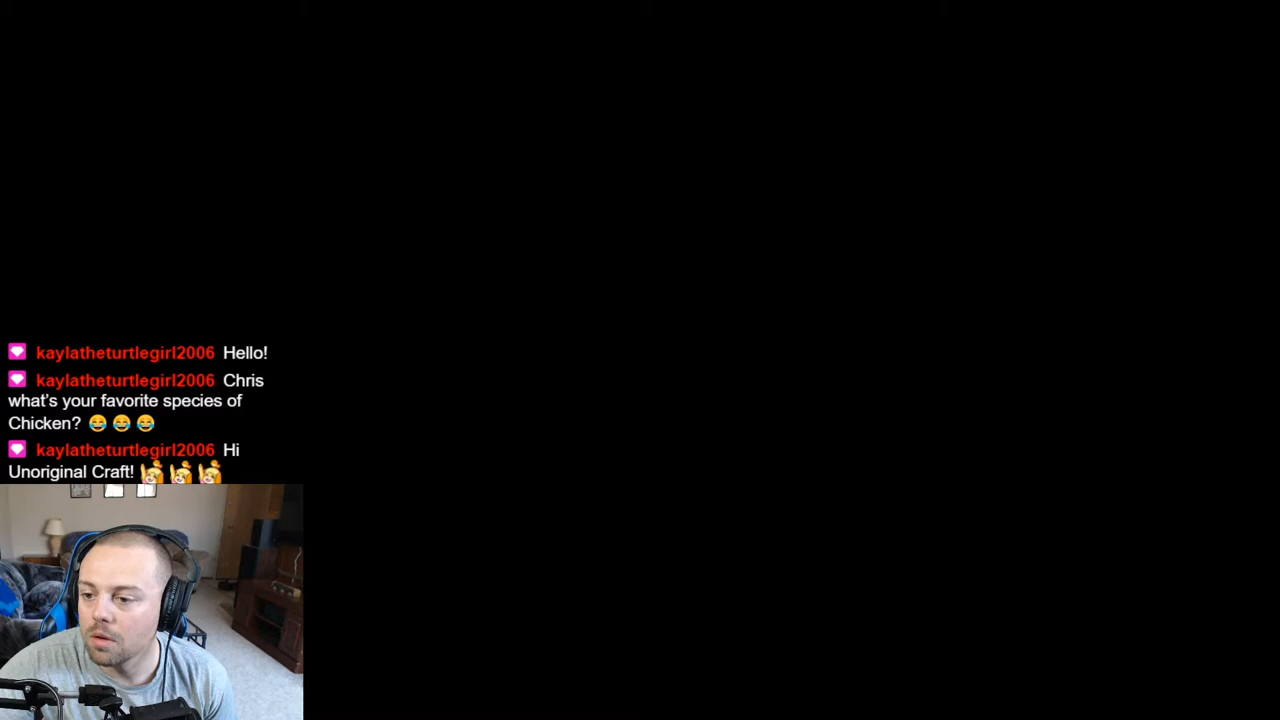 kaylatheturtlegirl2006 Hello!
kaylatheturtlegirl2006 Chris
what's your favorite species of
Chicken? 😂 😂 😂
kaylatheturtlegirl2006 Hi
Unoriginal Craft!